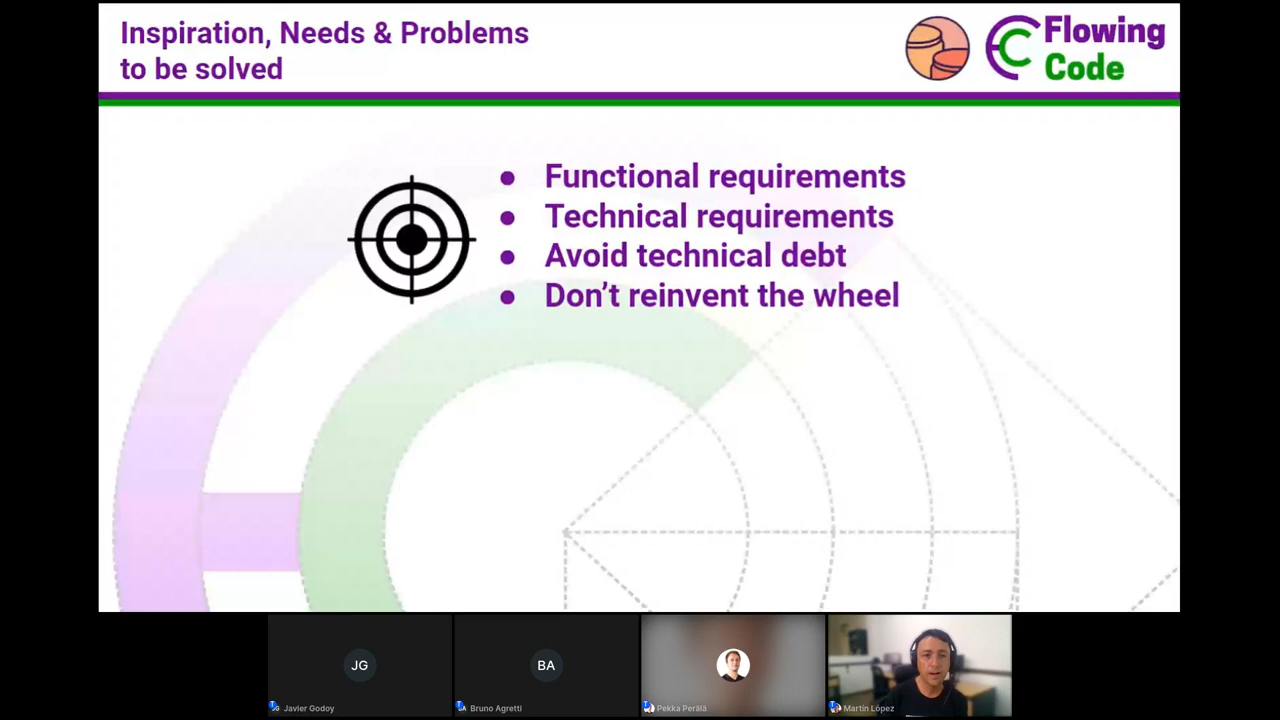 Inspiration, Needs & Problems
to be solved
Flowing
Code
● Functional requirements
● Technical requirements
● Avoid technical debt
● Don’t reinvent the wheel
JG
BA
Javier Godoy
Bruno Agretti
Pekka Perälä
Martín López